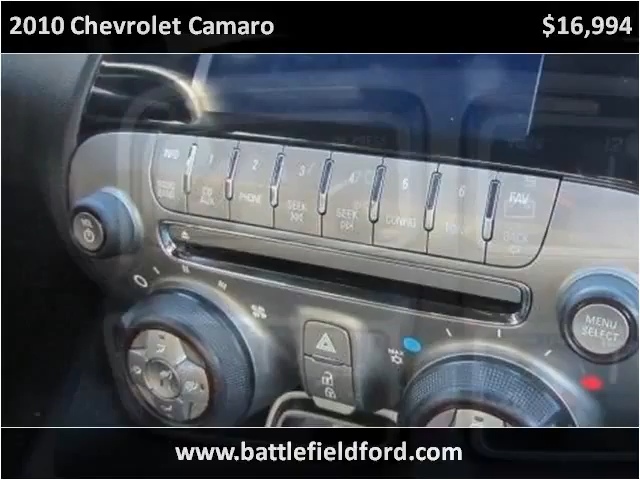 2010 Chevrolet Camaro $16,994
INFO 1 2 3 4 5 6 FAV
CD AUX PHONE SEEK SEEK CONFIG BACK
MENU SELECT
www.battlefieldford.com